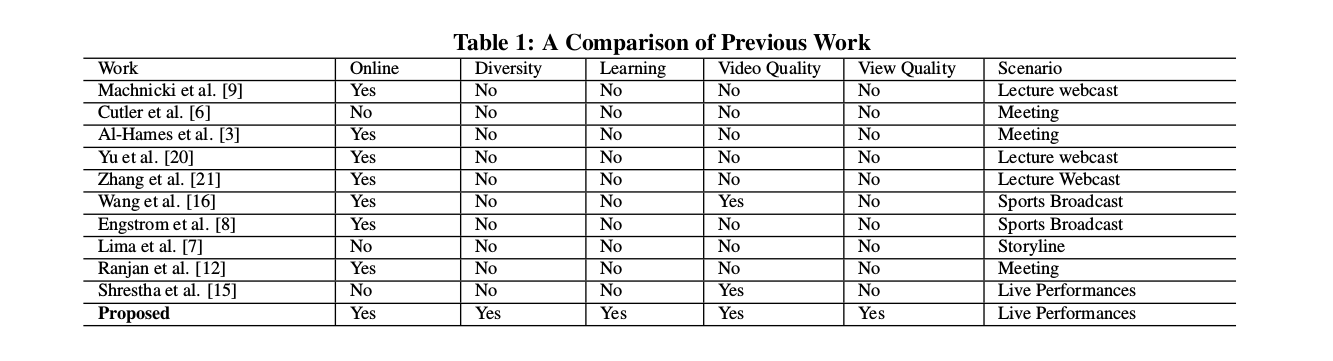 Table 1: A Comparison of Previous Work
Work Online Diversity Learning Video Quality View Quality Scenario
Machnicki et al. [9] Yes No No No No Lecture webcast
Cutler et al. [6] No No No No No Meeting
Al-Hames et al. [3] Yes No No No No Meeting
Yu et al. [20] Yes No No No No Lecture webcast
Zhang et al. [21] Yes No No No No Lecture Webcast
Wang et al. [16] Yes No No Yes No Sports Broadcast
Engstrom et al. [8] Yes No No No No Sports Broadcast
Lima et al. [7] No No No No No Storyline
Ranjan et al. [12] Yes No No No No Meeting
Shrestha et al. [15] No No No Yes No Live Performances
Proposed Yes Yes Yes Yes Yes Live Performances